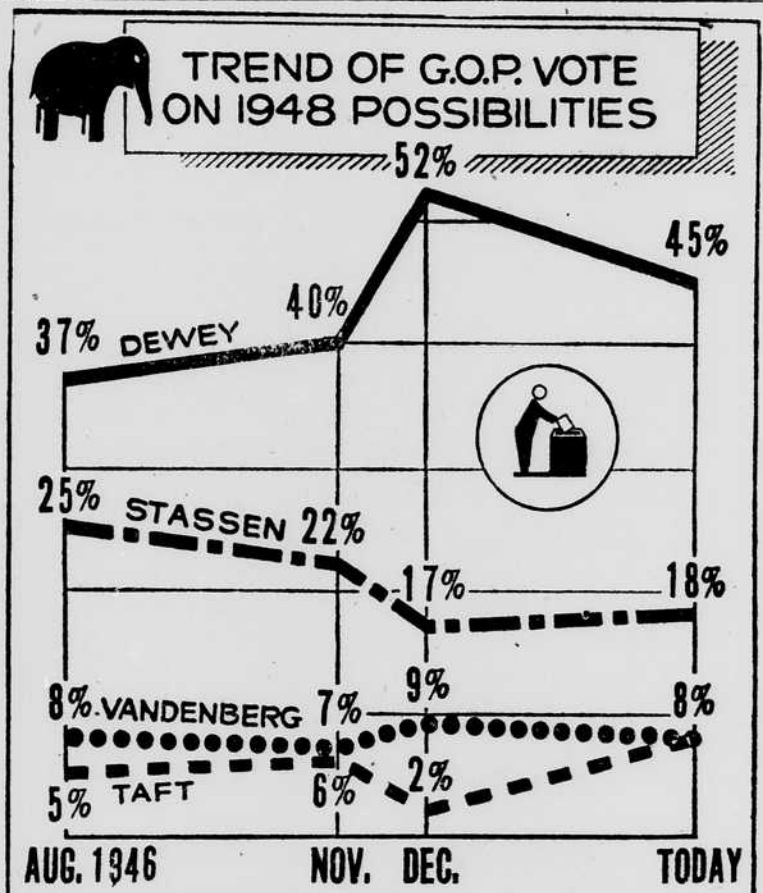 TREND OF G.O.P. VOTE
ON 1948 POSSIBILITIES
52%
45%
40%
37% DEWEY
25% STASSEN 22%
17% 18%
9%
8% VANDENBERG 7% 8%
5% TAFT 6% 2%
AUG. 1946 NOV. DEC. TODAY